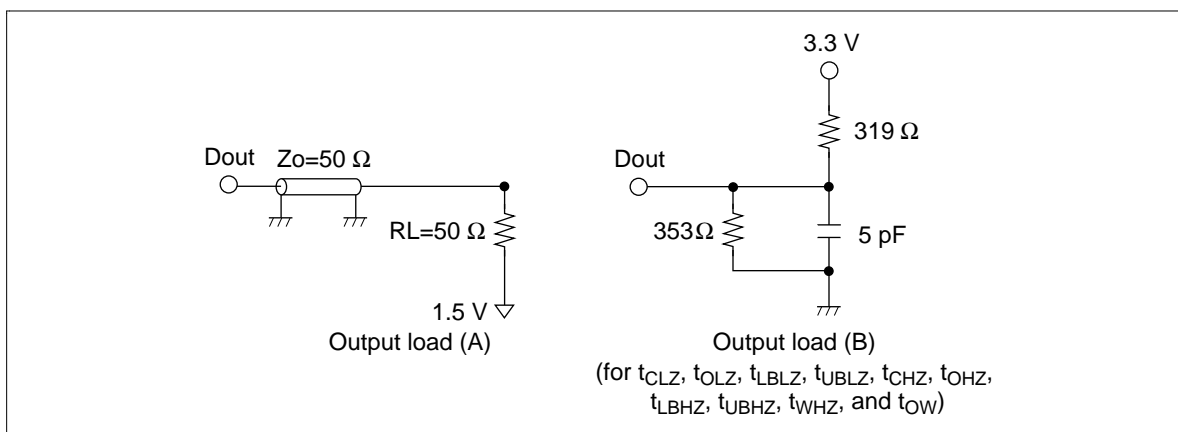 Dout
Zo=50 Ω
RL=50 Ω
1.5 V
Output load (A)
3.3 V
319 Ω
Dout
353Ω
5 pF
Output load (B)
(for tCLZ, tOLZ, tLBLZ, tUBLZ, tCHZ, tOHZ,
tLBHZ, tUBHZ, tWHZ, and tOW)